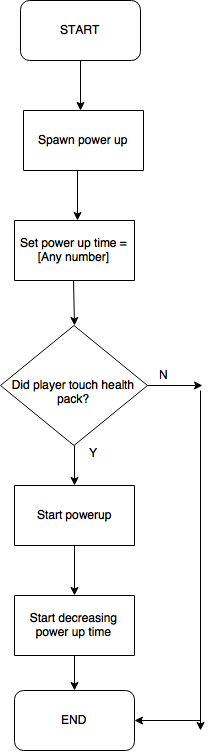 START
Spawn power up
Set power up time =
[Any number]
Did player touch health
pack?
N
Y
Start powerup
Start decreasing
power up time
END